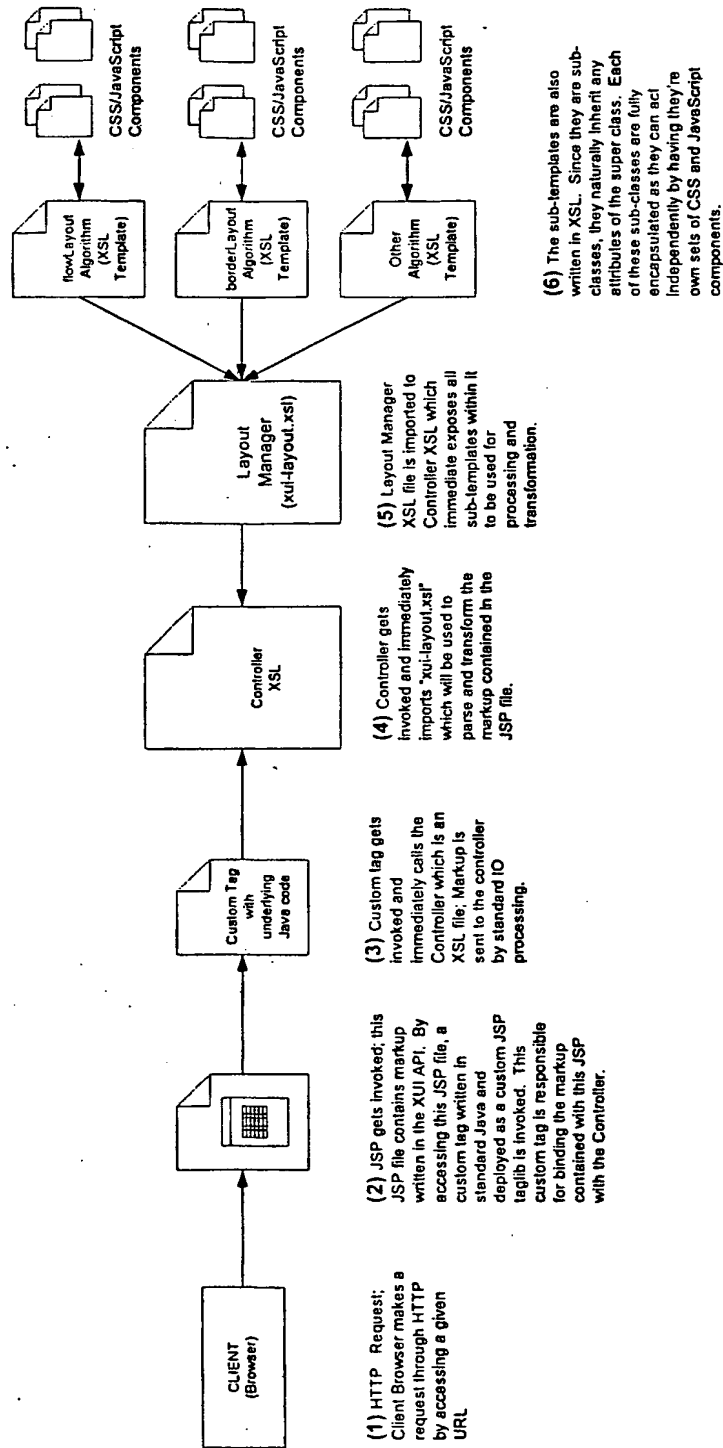 CLIENT
(Browser)
Custom Tag
with
underlying
Java code
Controller
XSL
Layout
Manager
(xui-layout.xsl)
flowLayout
Algorithm
(XSL
Template)
CSS/JavaScript
Components
borderLayout
Algorithm
(XSL
Template)
CSS/JavaScript
Components
Other
Algorithm
(XSL
Template)
CSS/JavaScript
Components
(1) HTTP Request;
Client Browser makes a
request through HTTP
by accessing a given
URL
(2) JSP gets invoked; this
JSP file contains markup
written in the XUI API. By
accessing this JSP file, a
custom tag written in
standard Java and
deployed as a custom JSP
taglib is invoked. This
custom tag is responsible
for binding the markup
contained with this JSP
with the Controller.
(3) Custom tag gets
invoked and
immediately calls the
Controller which is an
XSL file; Markup is
sent to the controller
by standard IO
processing.
(4) Controller gets
invoked and immediately
imports "xui-layout.xsl"
which will be used to
parse and transform the
markup contained in the
JSP file.
(5) Layout Manager
XSL file is imported to
Controller XSL which
immediate exposes all
sub-templates within it
to be used for
processing and
transformation.
(6) The sub-templates are also
written in XSL. Since they are sub-
classes, they naturally inherit any
attributes of the super class. Each
of these sub-classes are fully
encapsulated as they can act
Independently by having they're
own sets of CSS and JavaScript
components.